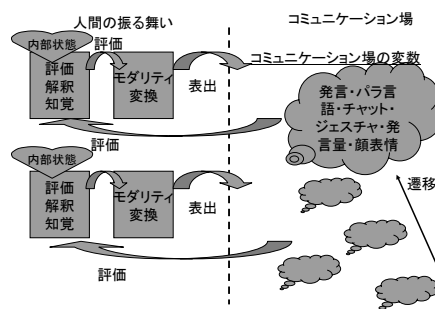 人間の振る舞い
コミュニケーション場
内部状態
評価
評価
解釈
知覚
モダリティ
変換
表出
コミュニケーション場の変数
発言・パラ言
語・チャット・
ジェスチャ・発
言量・顔表情
評価
内部状態
評価
解釈
知覚
モダリティ
変換
表出
遷移
評価